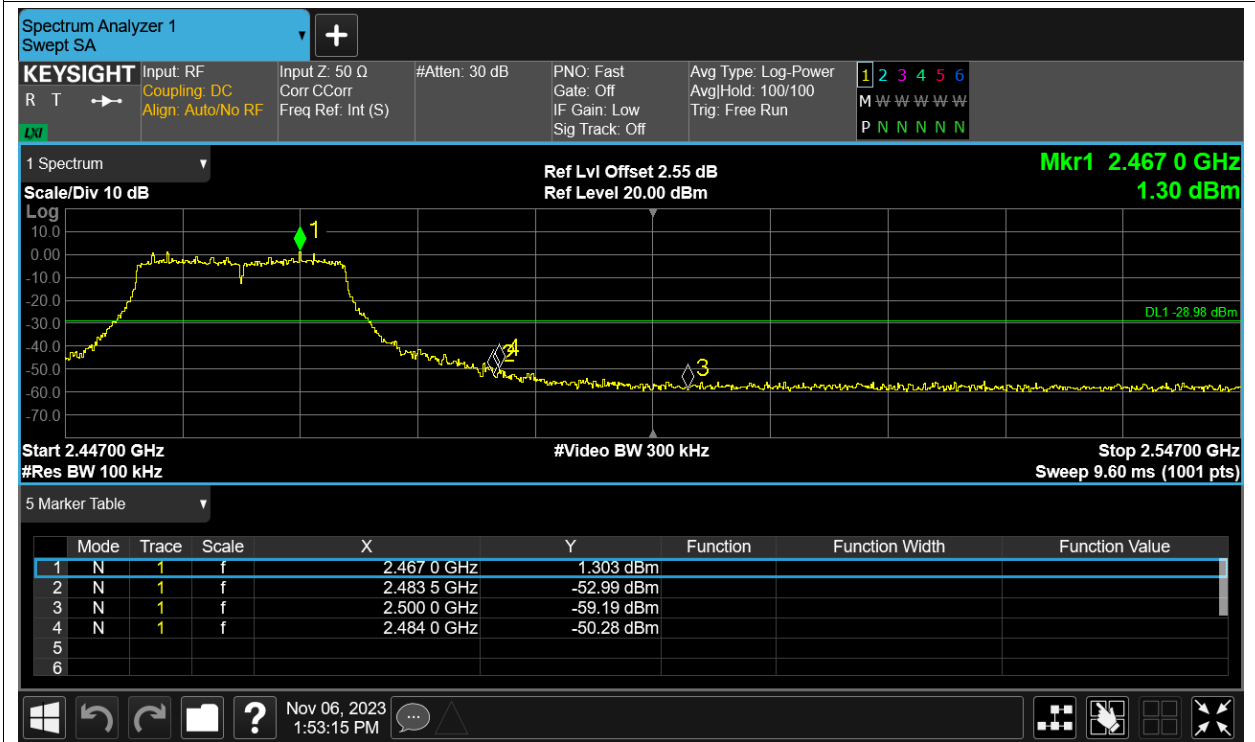 Spectrum Analyzer 1
Swept SA
+
KEYSIGHT Input: RF Input Z: 50 Ω #Atten: 30 dB PNO: Fast Avg Type: Log-Power 1 2 3 4 5 6
R T Coupling: DC Corr CCorr Gate: Off Avg|Hold: 100/100 M W W W W W
Align: Auto/No RF Freq Ref: Int (S) IF Gain: Low Trig: Free Run
LXI Sig Track: Off P N N N N N
1 Spectrum Ref Lvl Offset 2.55 dB Mkr1 2.467 0 GHz
Scale/Div 10 dB Ref Level 20.00 dBm 1.30 dBm
Log
1
10.0
0.00
-10.0
-20.0
DL1 -28.98 dBm
-30.0
-40.0
2 4
3
-50.0
-60.0
-70.0
Start 2.44700 GHz #Video BW 300 kHz Stop 2.54700 GHz
#Res BW 100 kHz Sweep 9.60 ms (1001 pts)
5 Marker Table
Mode Trace Scale X Y Function Function Width Function Value
1 N 1 f 2.467 0 GHz 1.303 dBm
2 N 1 f 2.483 5 GHz -52.99 dBm
3 N 1 f 2.500 0 GHz -59.19 dBm
4 N 1 f 2.484 0 GHz -50.28 dBm
5
6
? Nov 06, 2023
1:53:15 PM